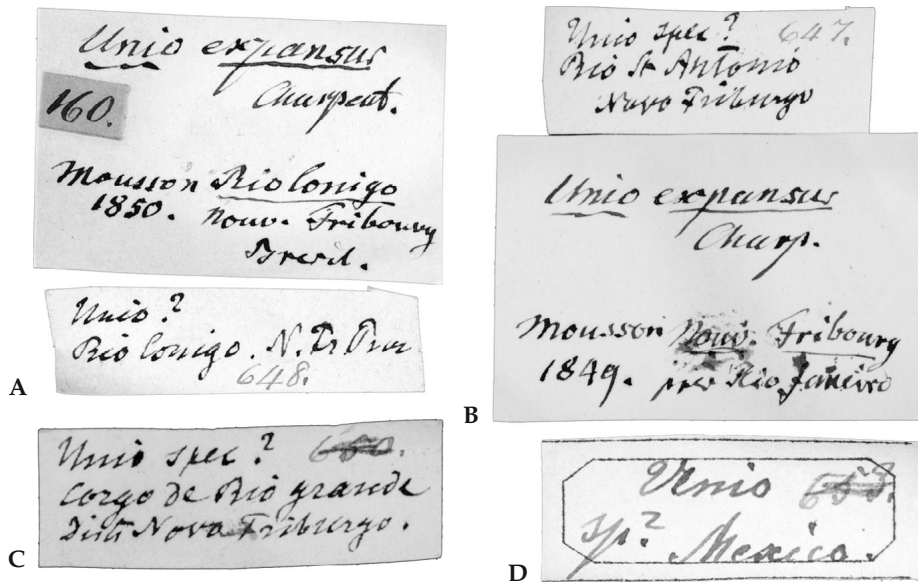 Unio expansus
Charpent.
160.
Mousson Rio lonigo
1850. Nouv. Fribourg
Bresil.
Unio?
Rio lonigo. N.
648.
A
Unio spec? 647.
Rio St Antonio
Novo Friburgo
Unio expansus
Charp.
Mousson Nouv. Fribourg
1849. pres Rio Janeiro
B
Unio spec?
Corgo de Rio grande
Distr Novo Friburgo.
C
Unio 653.
sp? Mexico.
D